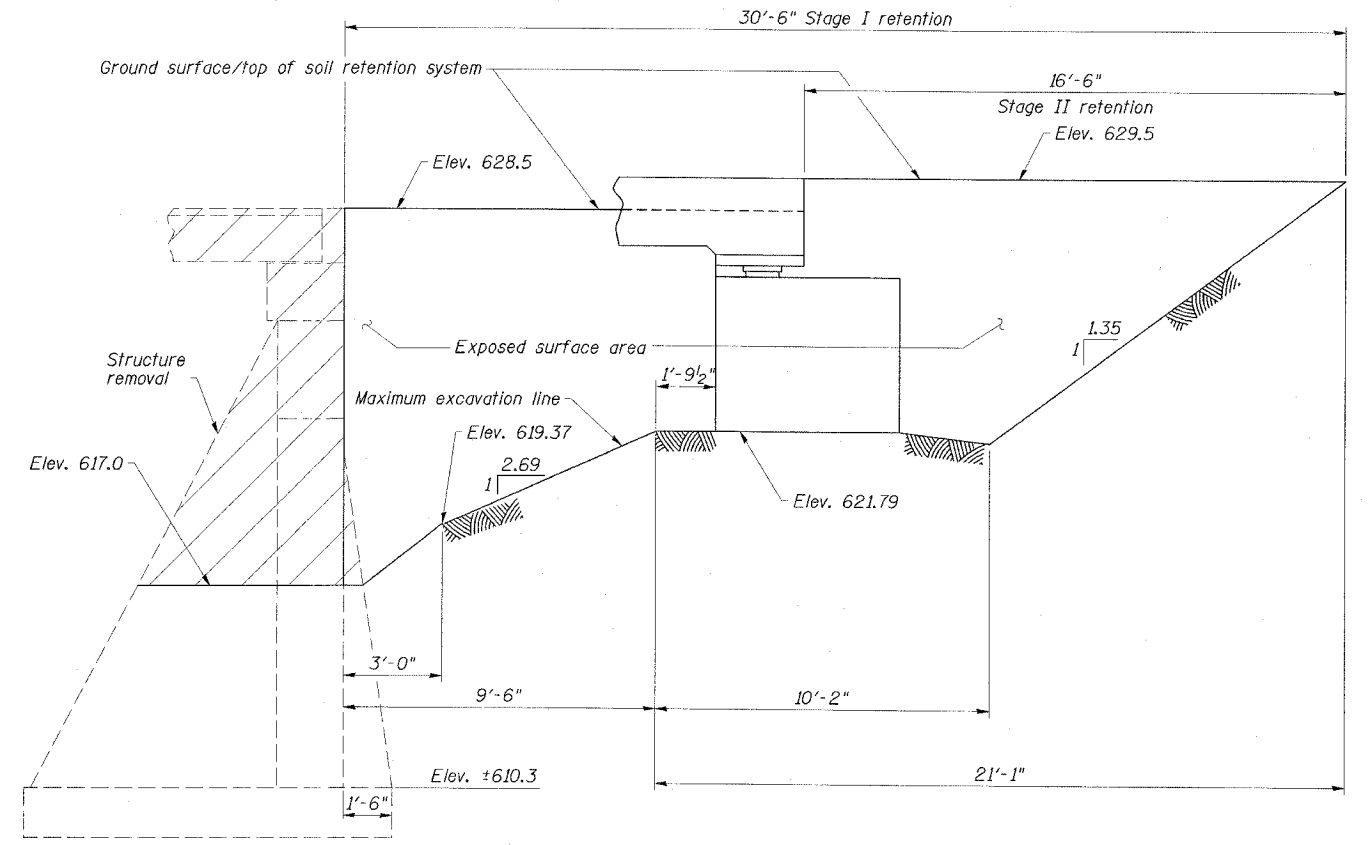 30'-6" Stage I retention
Ground surface/top of soil retention system
16'-6"
Stage II retention
Elev. 629.5
Elev. 628.5
1.35
1
Exposed surface area
Structure
removal
1'-9½"
Maximum excavation line
Elev. 619.37
Elev. 617.0
2.69
1
Elev. 621.79
3'-0"
9'-6"
10'-2"
Elev. ±610.3
21'-1"
1'-6"